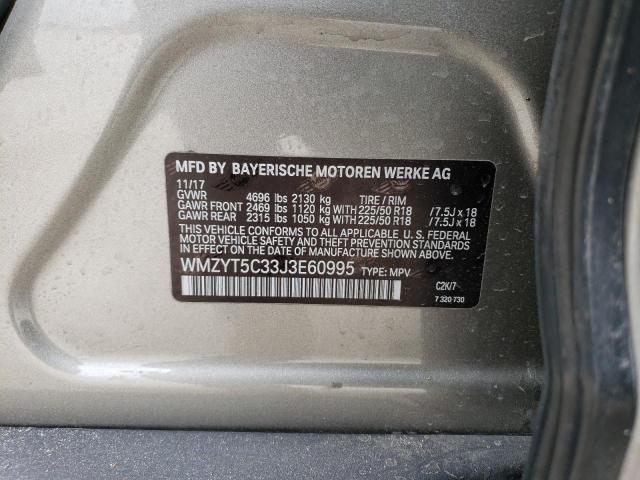 MFD BY BAYERISCHE MOTOREN WERKE AG
11/17
GVWR 4696 lbs 2130 kg TIRE / RIM
GAWR FRONT 2469 lbs 1120 kg WITH 225/50 R18 /7.5J x 18
GAWR REAR 2315 lbs 1050 kg WITH 225/50 R18 /7.5J x 18
THIS VEHICLE CONFORMS TO ALL APPLICABLE U. S. FEDERAL
MOTOR VEHICLE SAFETY AND THEFT PREVENTION STANDARDS
IN EFFECT ON THE DATE OF MANUFACTURE SHOWN ABOVE.
WMZYT5C33J3E60995 TYPE: MPV
C2K/7
7 320 730